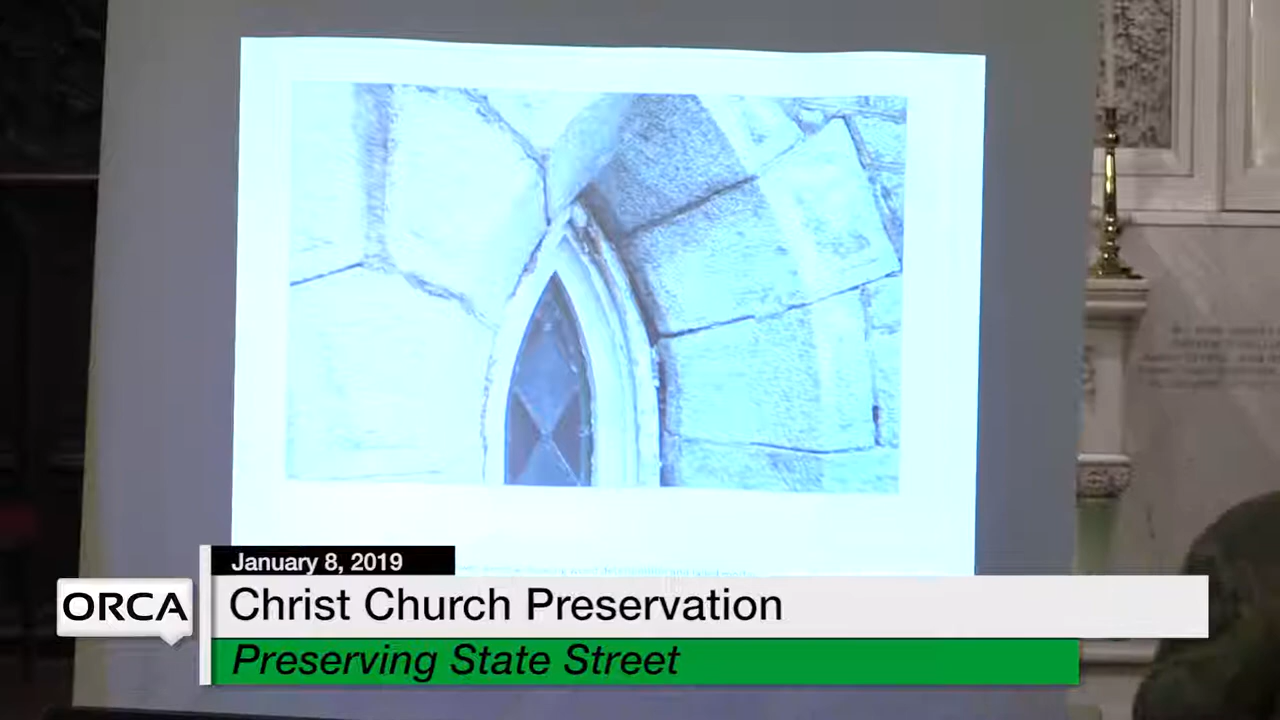 January 8, 2019
ORCA
Christ Church Preservation
Preserving State Street